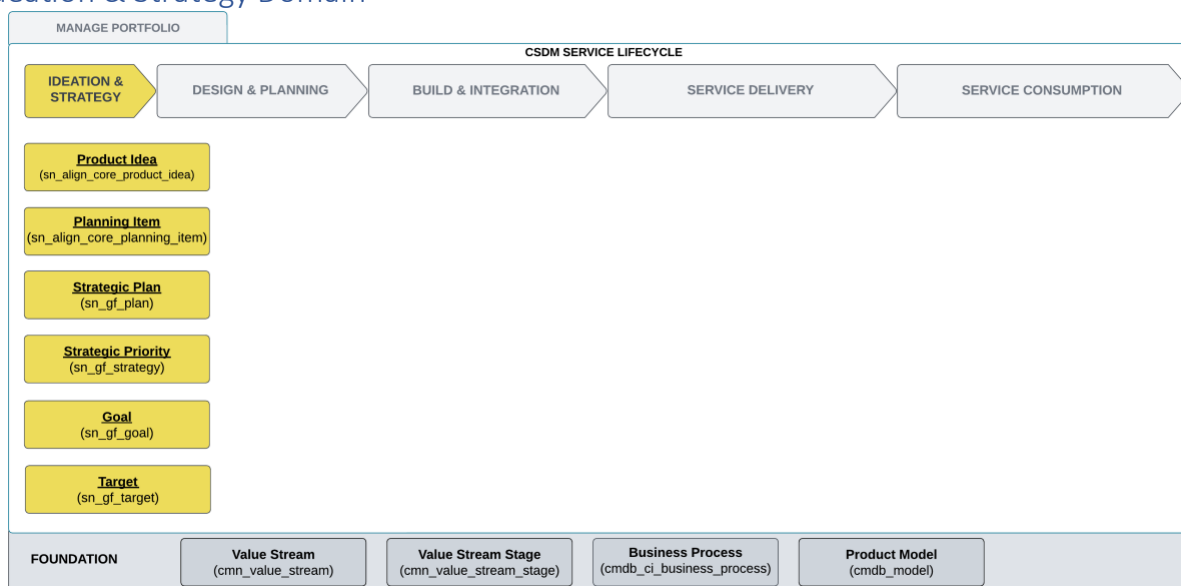 & Strategy Domain
MANAGE PORTFOLIO
CSDM SERVICE LIFECYCLE
IDEATION &
STRATEGY
DESIGN & PLANNING
BUILD & INTEGRATION
SERVICE DELIVERY
SERVICE CONSUMPTION
Product Idea
(sn_align_core_product_idea)
Planning Item
(sn_align_core_planning_item)
Strategic Plan
(sn_gf_plan)
Strategic Priority
(sn_gf_strategy)
Goal
(sn_gf_goal)
Target
(sn_gf_target)
FOUNDATION
Value Stream
(cmn_value_stream)
Value Stream Stage
(cmn_value_stream_stage)
Business Process
(cmdb_ci_business_process)
Product Model
(cmdb_model)